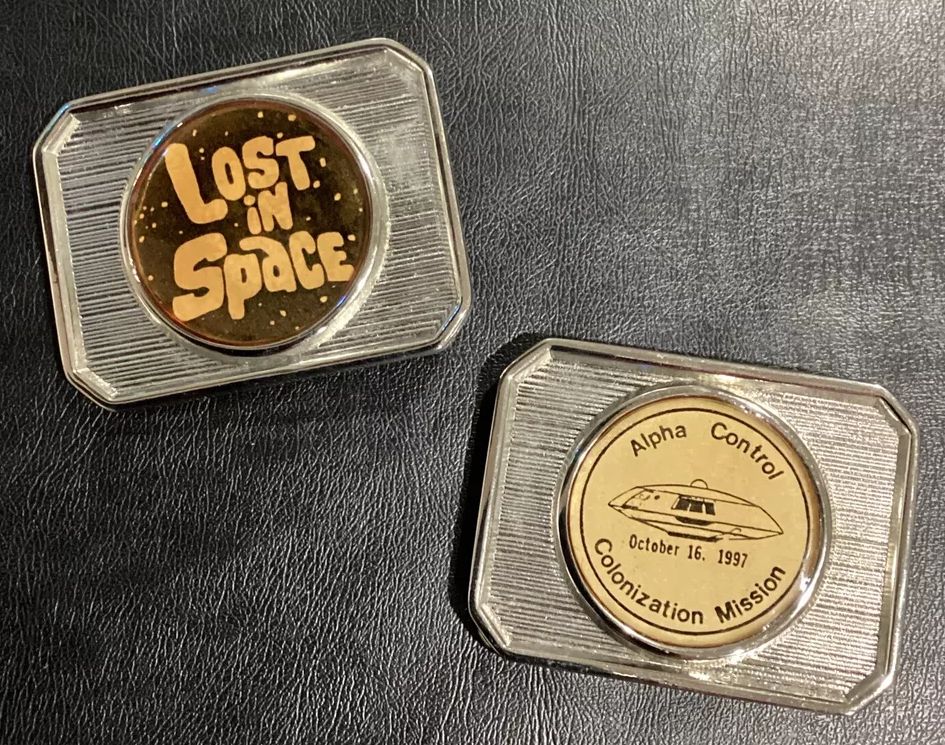 LOST
iN
SpacE
Alpha Control
October 16. 1997
Colonization Mission